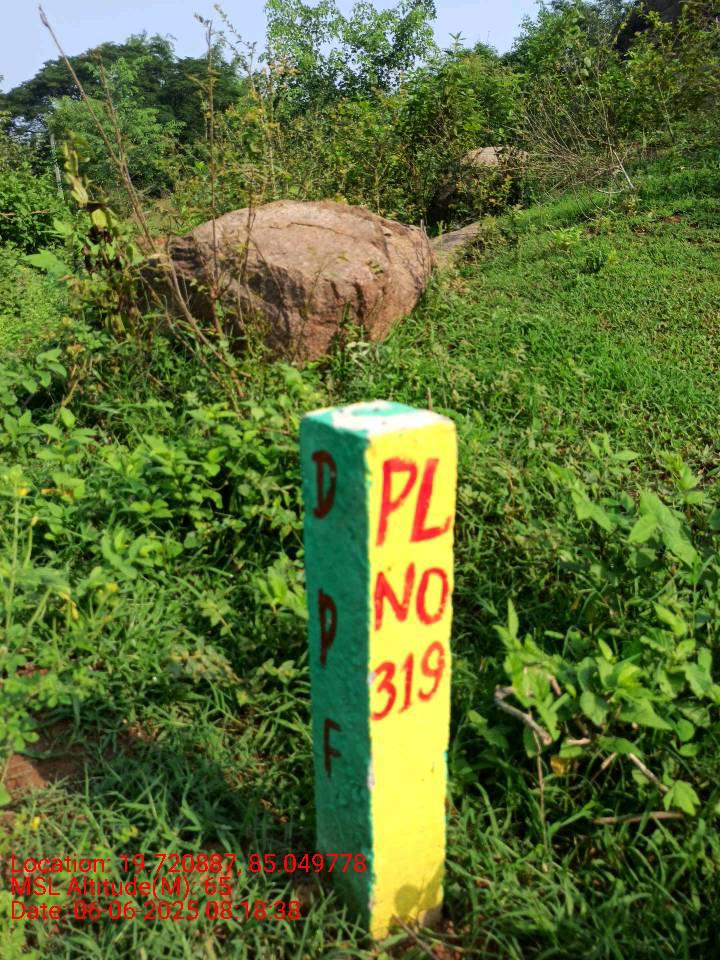 D
P
F
PL
NO
319
Location: 19.720887, 85.049778
MSL Altitude(M): 65
Date: 06-06-2025 08:18:38